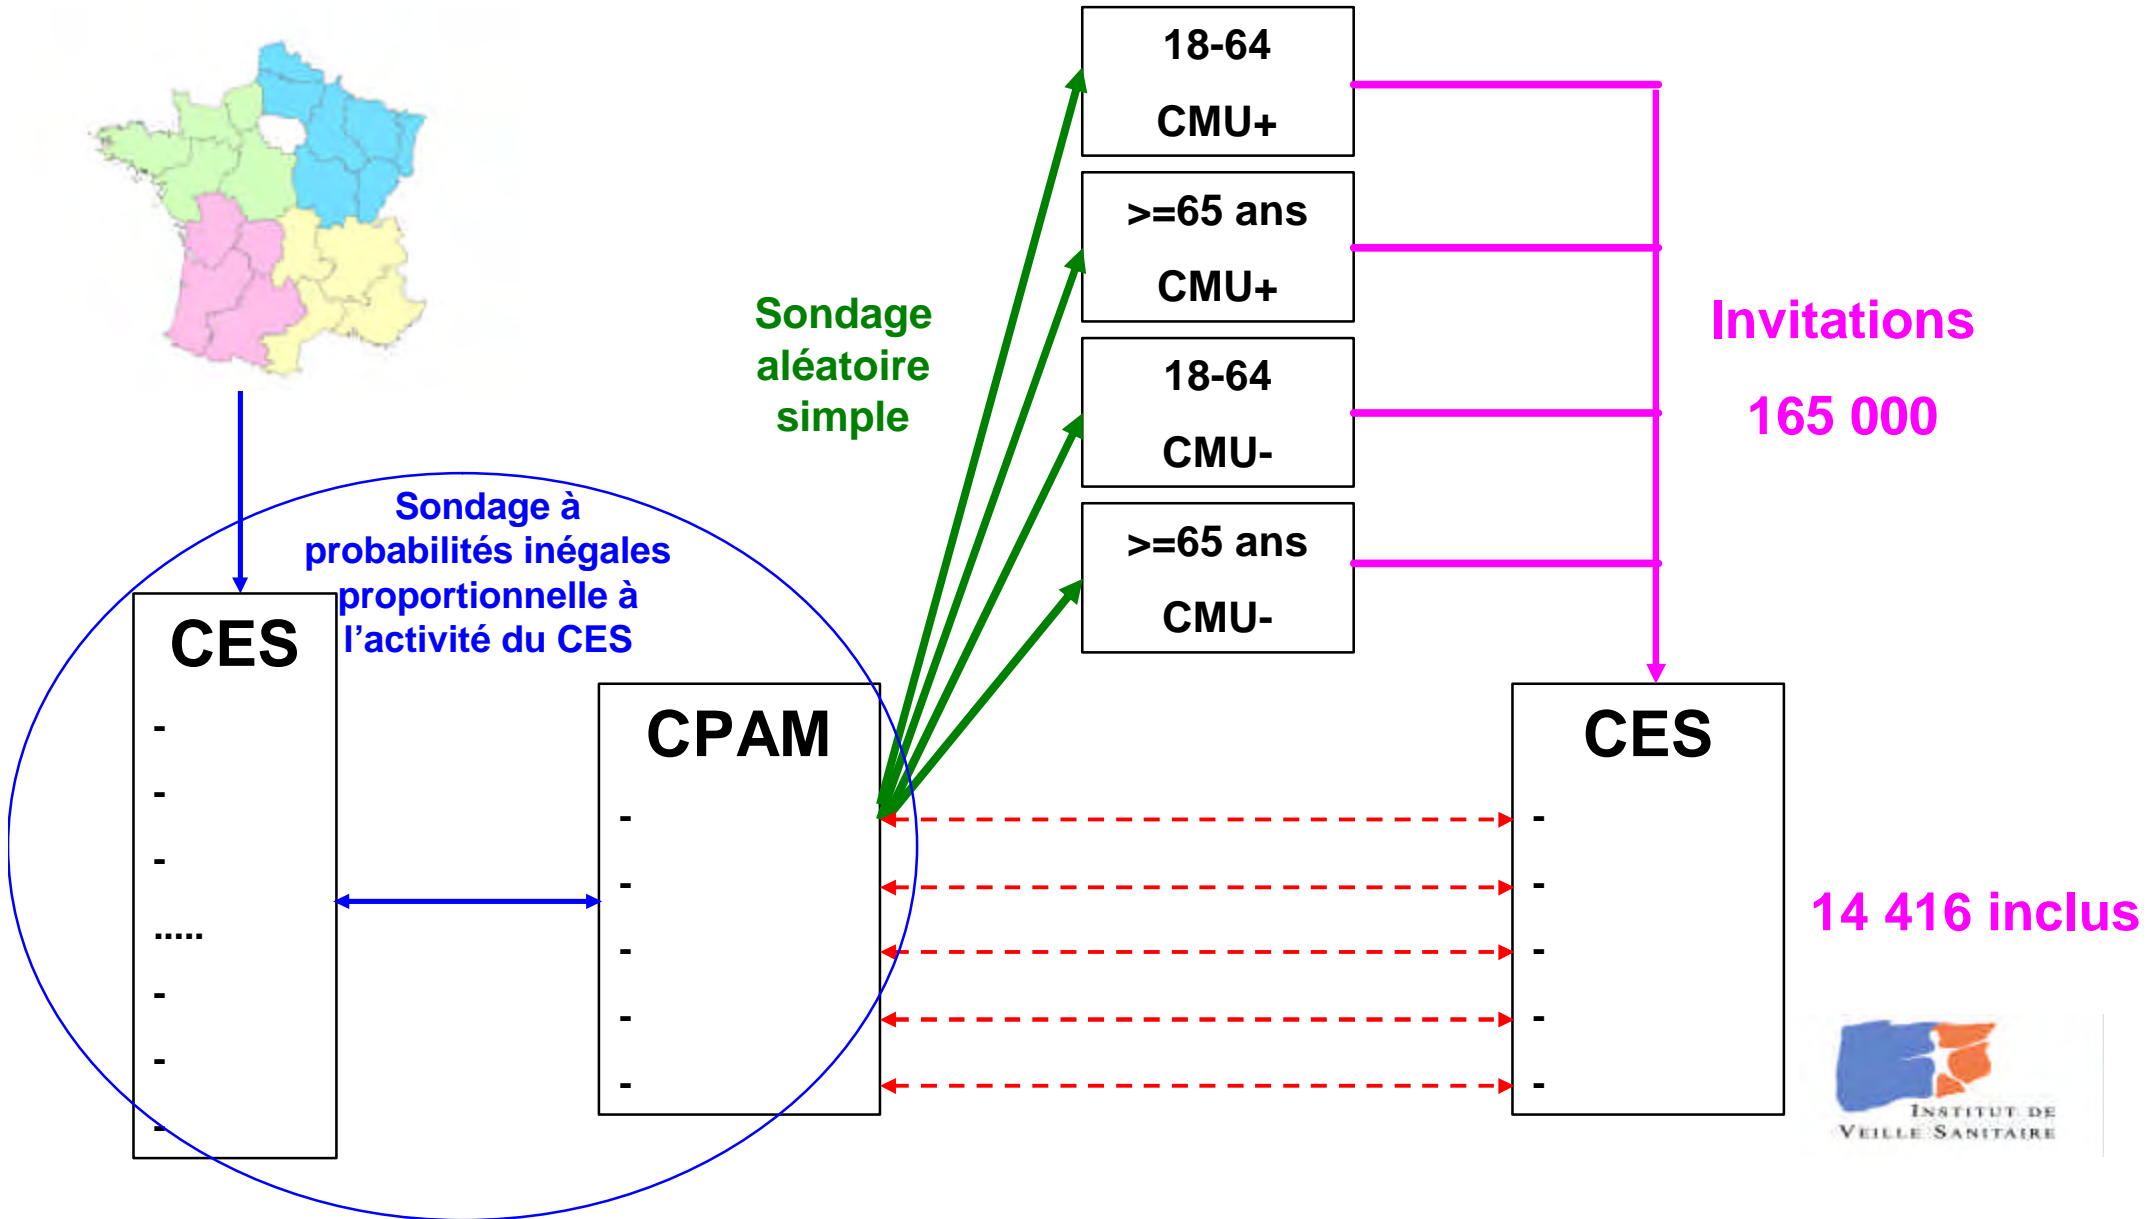 18-64
CMU+
>=65 ans
CMU+
18-64
CMU-
>=65 ans
CMU-
Sondage
aléatoire
simple
Invitations
165 000
Sondage à
probabilités inégales
proportionnelle à
l’activité du CES
CES
-
-
-
.....
-
-
-
CPAM
-
-
-
-
-
CES
-
-
-
-
-
14 416 inclus
INSTITUT DE
VEILLE SANITAIRE